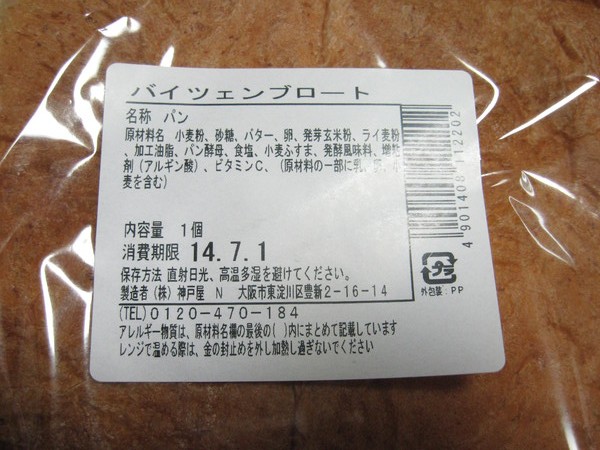 バイツェンブロート
名称 パン
原材料名 小麦粉、砂糖、バター、卵、発芽玄米粉、ライ麦粉
、加工油脂、パン酵母、食塩、小麦ふすま、発酵風味料、増粘
剤（アルギン酸）、ビタミンC、（原材料の一部に乳、卵、小
麦を含む）
内容量 1個
消費期限 14.7.1
保存方法 直射日光、高温多湿を避けてください。
製造者（株）神戸屋 N 大阪市東淀川区豊新2-16-14
(TEL)0120-470-184
アレルギー物質は、原材料名欄の最後の( )内にまとめて記載しています
レンジで温める際は、金の封止めを外し加熱し過ぎないでください
4 901408 112202
プラ
外包装:PP